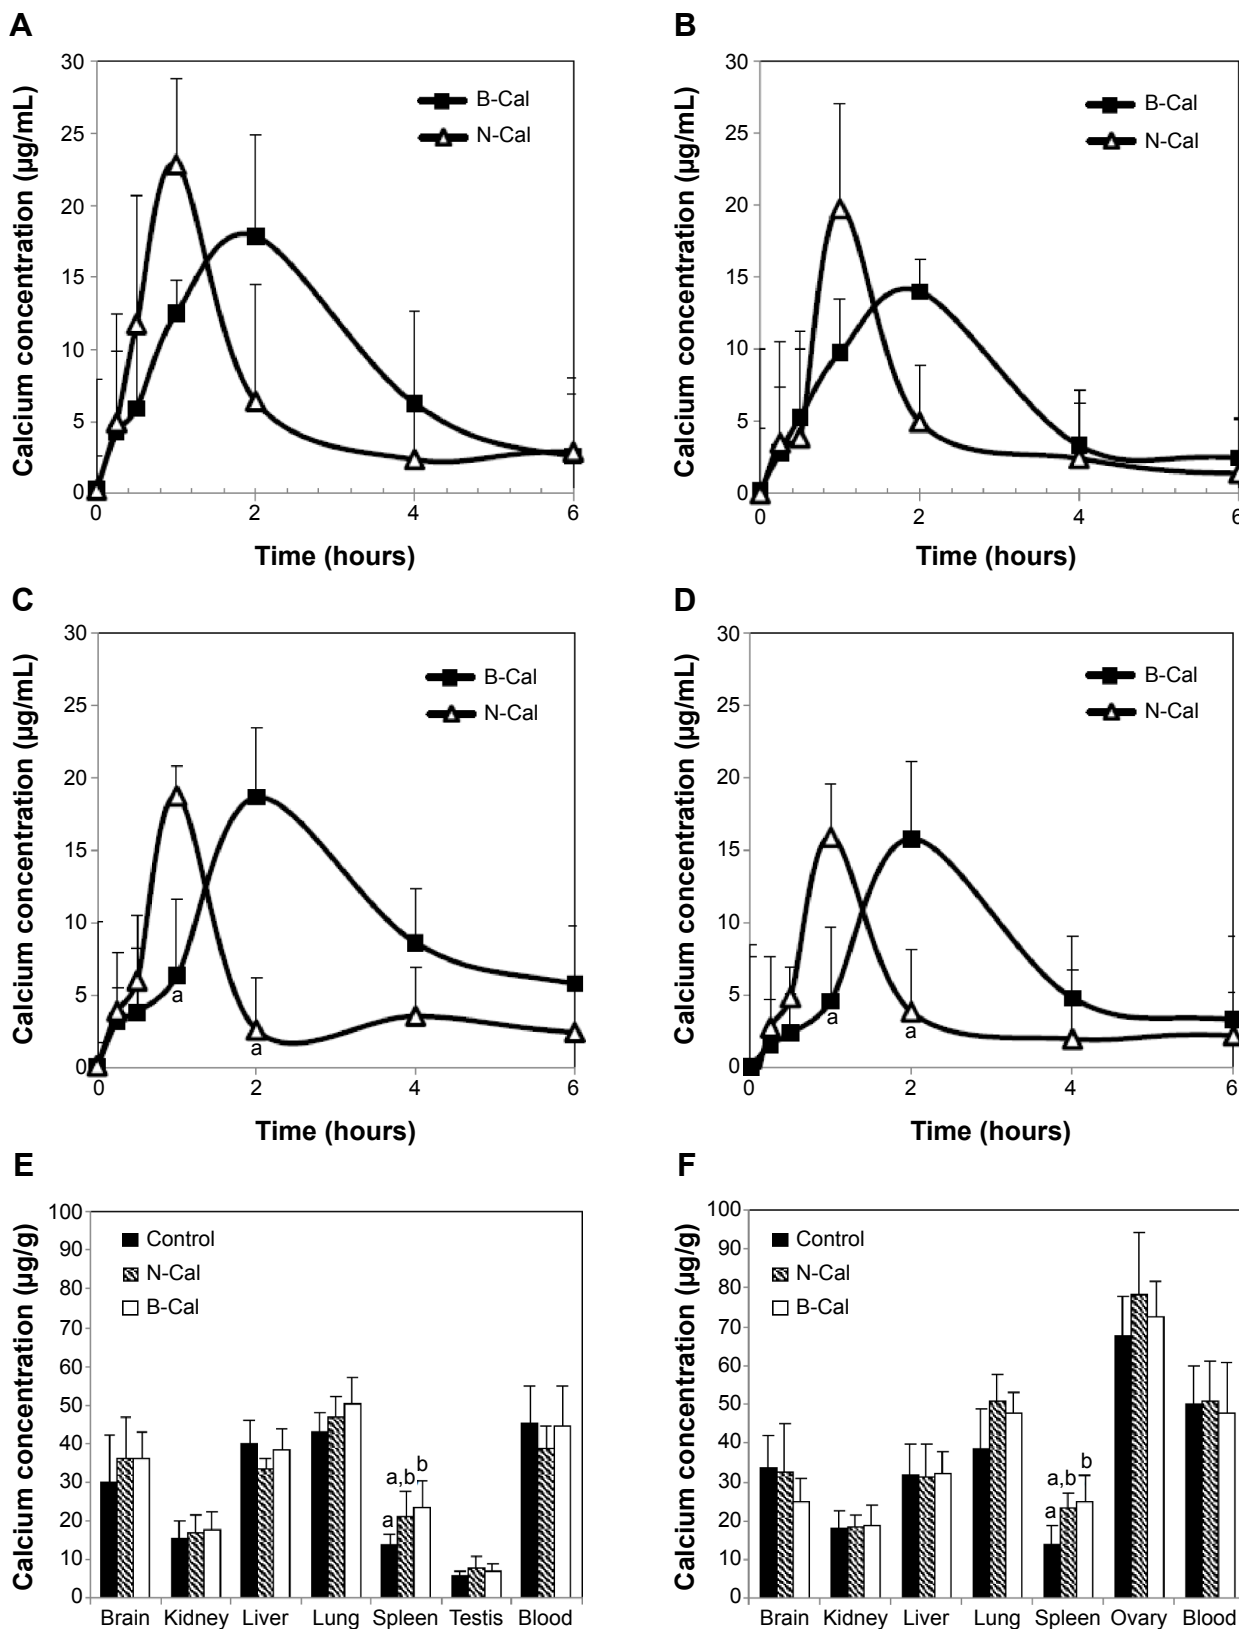 A
Calcium concentration (µg/mL)
30
25
20
15
10
5
0
B-Cal
N-Cal
0 2 4 6
Time (hours)
B
Calcium concentration (µg/mL)
30
25
20
15
10
5
0
B-Cal
N-Cal
0 2 4 6
Time (hours)
C
Calcium concentration (µg/mL)
30
25
20
15
10
5
0
B-Cal
N-Cal
a
a
0 2 4 6
Time (hours)
D
Calcium concentration (µg/mL)
30
25
20
15
10
5
0
B-Cal
N-Cal
a
a
0 2 4 6
Time (hours)
E
Calcium concentration (µg/g)
100
90
80
70
60
50
40
30
20
10
0
Control
N-Cal
B-Cal
a
a,b
b
Brain Kidney Liver Lung Spleen Testis Blood
F
Calcium concentration (µg/g)
100
90
80
70
60
50
40
30
20
10
0
Control
N-Cal
B-Cal
a
a,b
b
Brain Kidney Liver Lung Spleen Ovary Blood